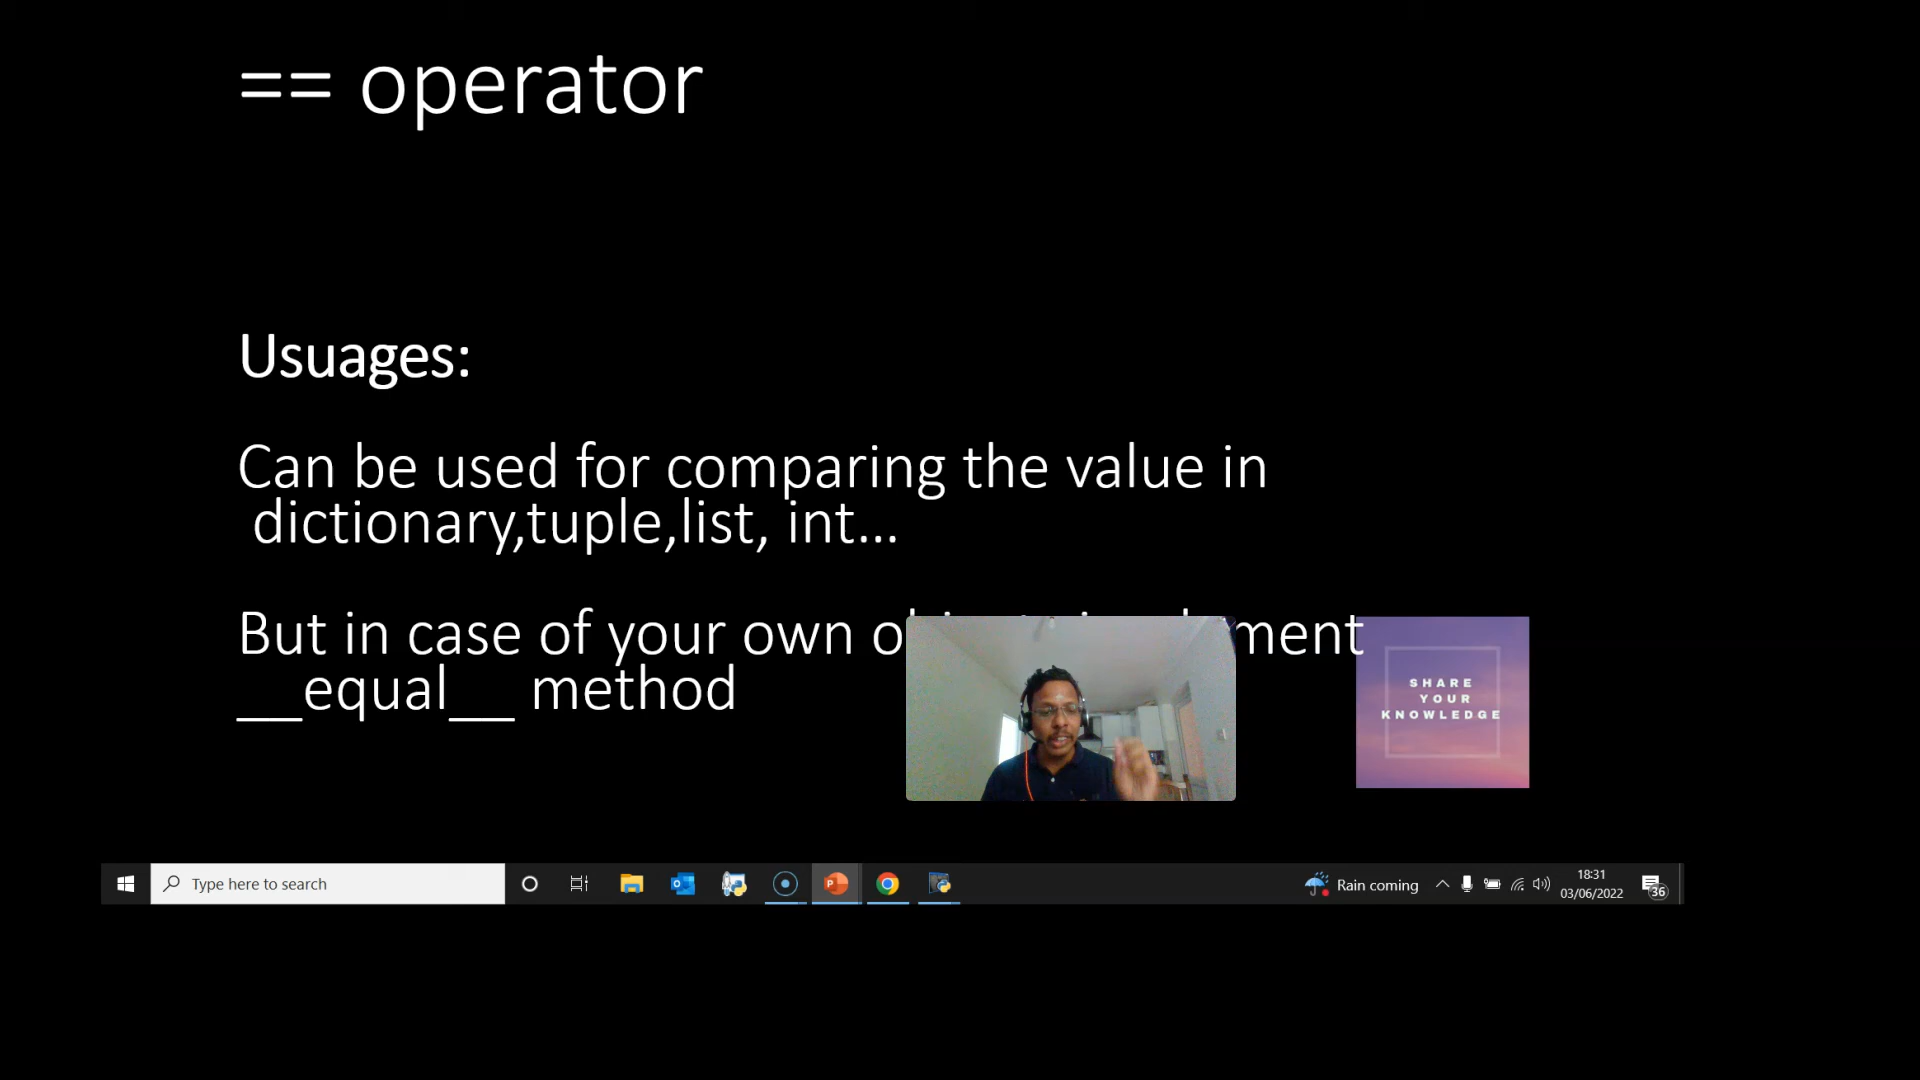 == operator
Usuages:
Can be used for comparing the value in
dictionary,tuple,list, int...
But in case of your own
__equal__ method
SHARE
YOUR
KNOWLEDGE
Type here to search
Rain coming
18:31
03/06/2022
36